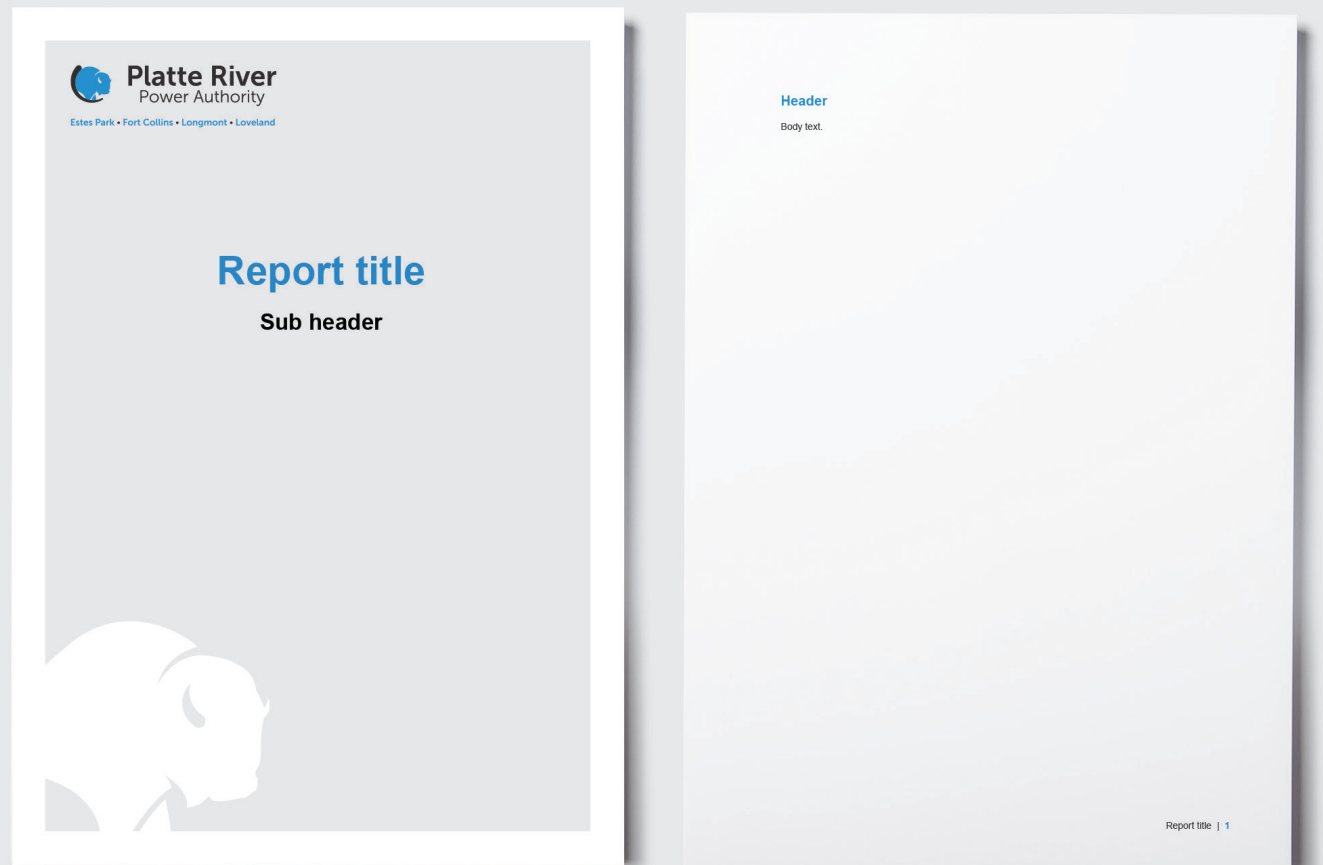 Platte River
Power Authority
Estes Park • Fort Collins • Longmont • Loveland
Report title
Sub header
Header
Body text.
Report title | 1